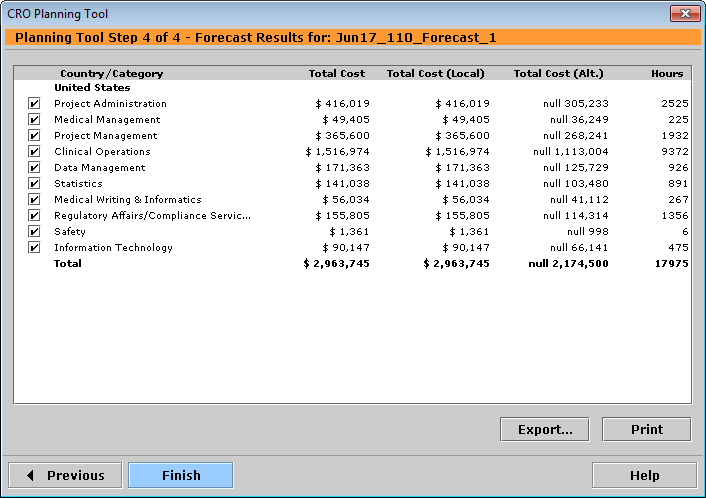 CRO Planning Tool
Planning Tool Step 4 of 4 - Forecast Results for: Jun17_110_Forecast_1
Country/Category Total Cost Total Cost (Local) Total Cost (Alt.) Hours
United States
Project Administration $ 416,019 $ 416,019 null 305,233 2525
Medical Management $ 49,405 $ 49,405 null 36,249 225
Project Management $ 365,600 $ 365,600 null 268,241 1932
Clinical Operations $ 1,516,974 $ 1,516,974 null 1,113,004 9372
Data Management $ 171,363 $ 171,363 null 125,729 926
Statistics $ 141,038 $ 141,038 null 103,480 891
Medical Writing & Informatics $ 56,034 $ 56,034 null 41,112 267
Regulatory Affairs/Compliance Servic... $ 155,805 $ 155,805 null 114,314 1356
Safety $ 1,361 $ 1,361 null 998 6
Information Technology $ 90,147 $ 90,147 null 66,141 475
Total $ 2,963,745 $ 2,963,745 null 2,174,500 17975
Export... Print
Previous Finish Help